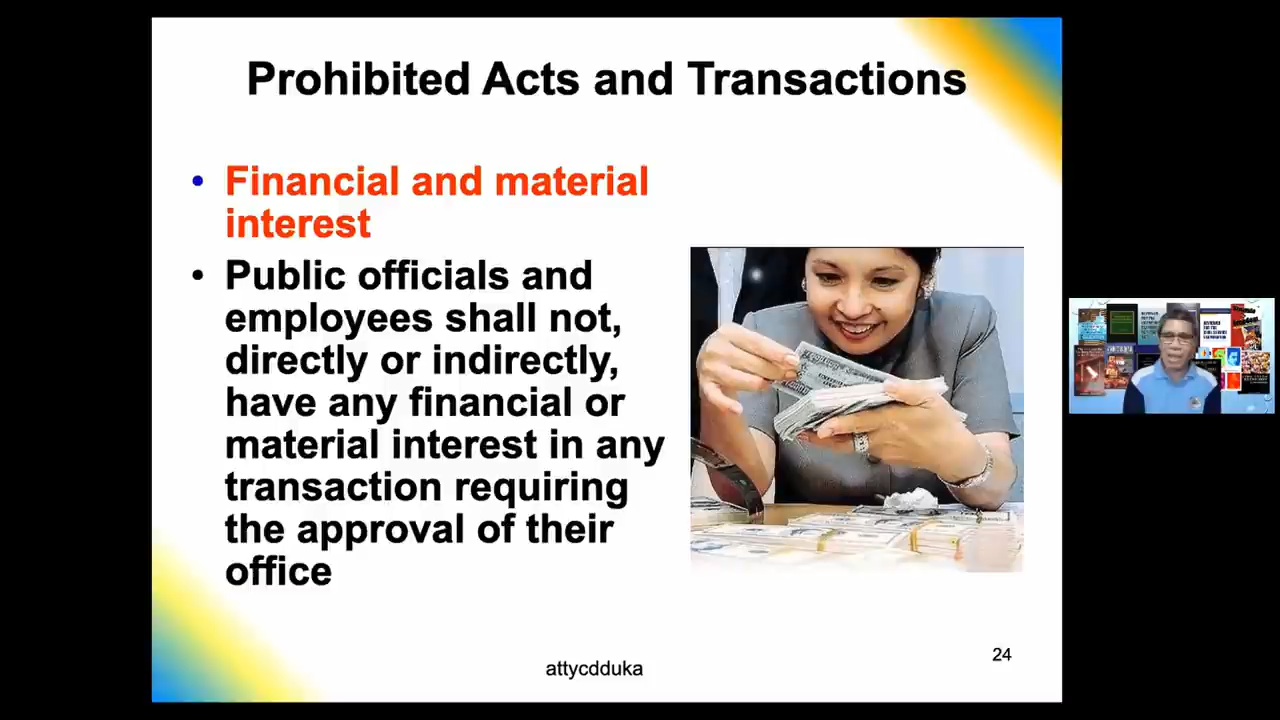 Prohibited Acts and Transactions
• Financial and material
interest
• Public officials and
employees shall not,
directly or indirectly,
have any financial or
material interest in any
transaction requiring
the approval of their
office
attycdduka
24